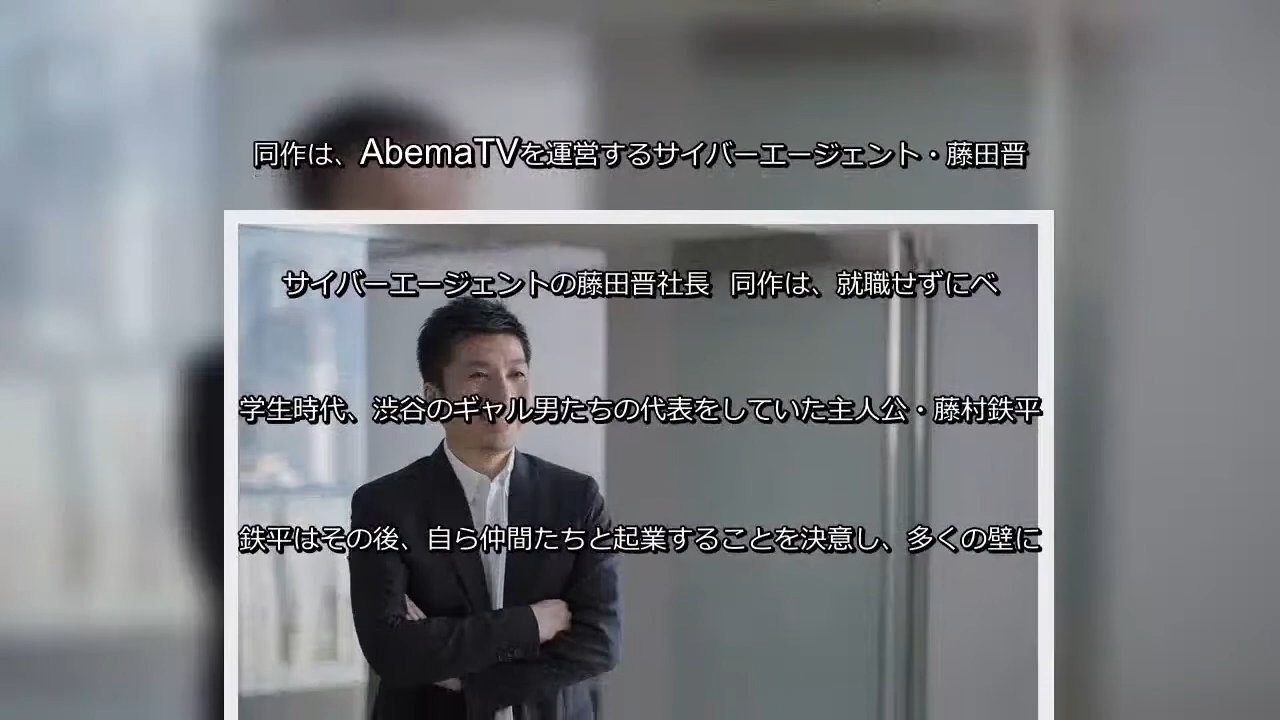 同作は、AbemaTVを運営するサイバーエージェント・藤田晋
サイバーエージェントの藤田晋社長 同作は、就職せずにベ
学生時代、渋谷のギャル男たちの代表をしていた主人公・藤村鉄平
鉄平はその後、自ら仲間たちと起業することを決意し、多くの壁に